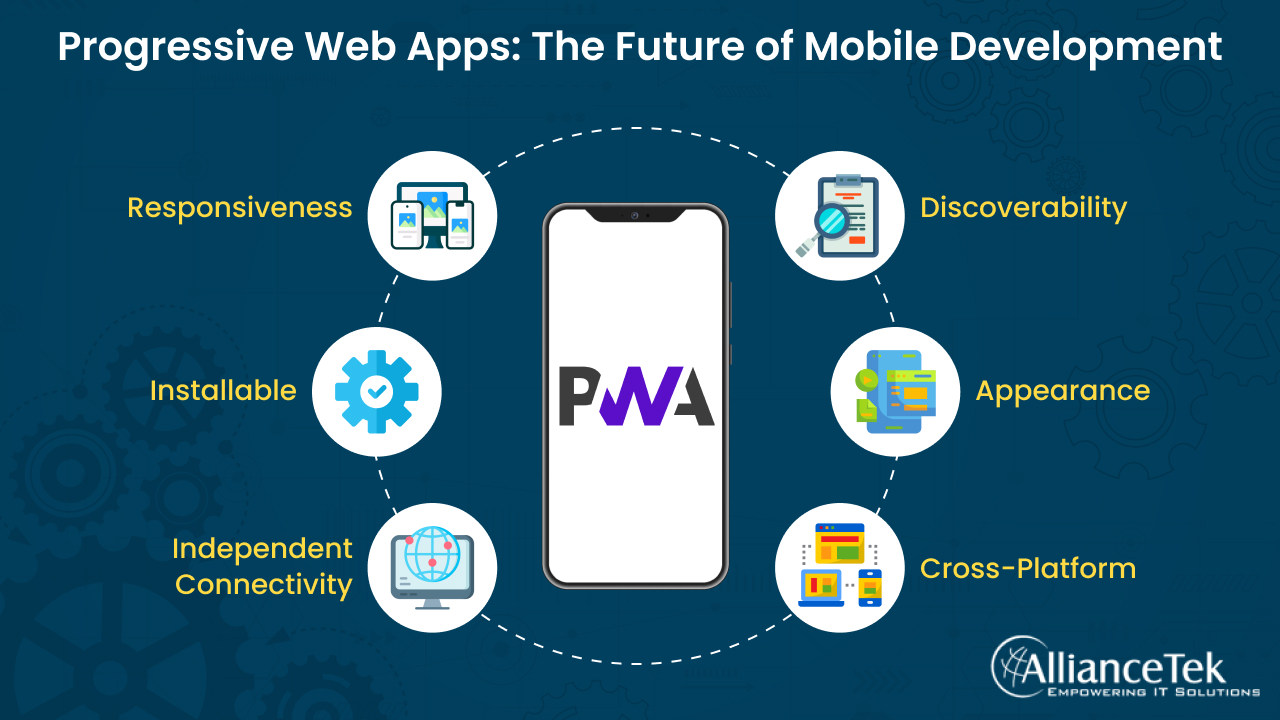 Progressive Web Apps: The Future of Mobile Development
Responsiveness
Discoverability
Installable
PWA
Appearance
Independent
Connectivity
Cross-Platform
AllianceTek
EMPOWERING IT SOLUTIONS